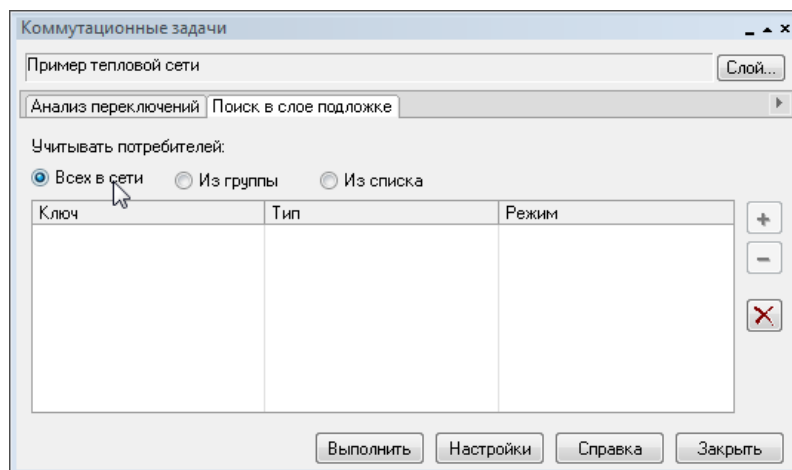 Коммутационные задачи
Пример тепловой сети
Слой...
Анализ переключений Поиск в слое подложке
Учитывать потребителей:
Всех в сети Из группы Из списка
Ключ Тип Режим
Выполнить Настройки Справка Закрыть